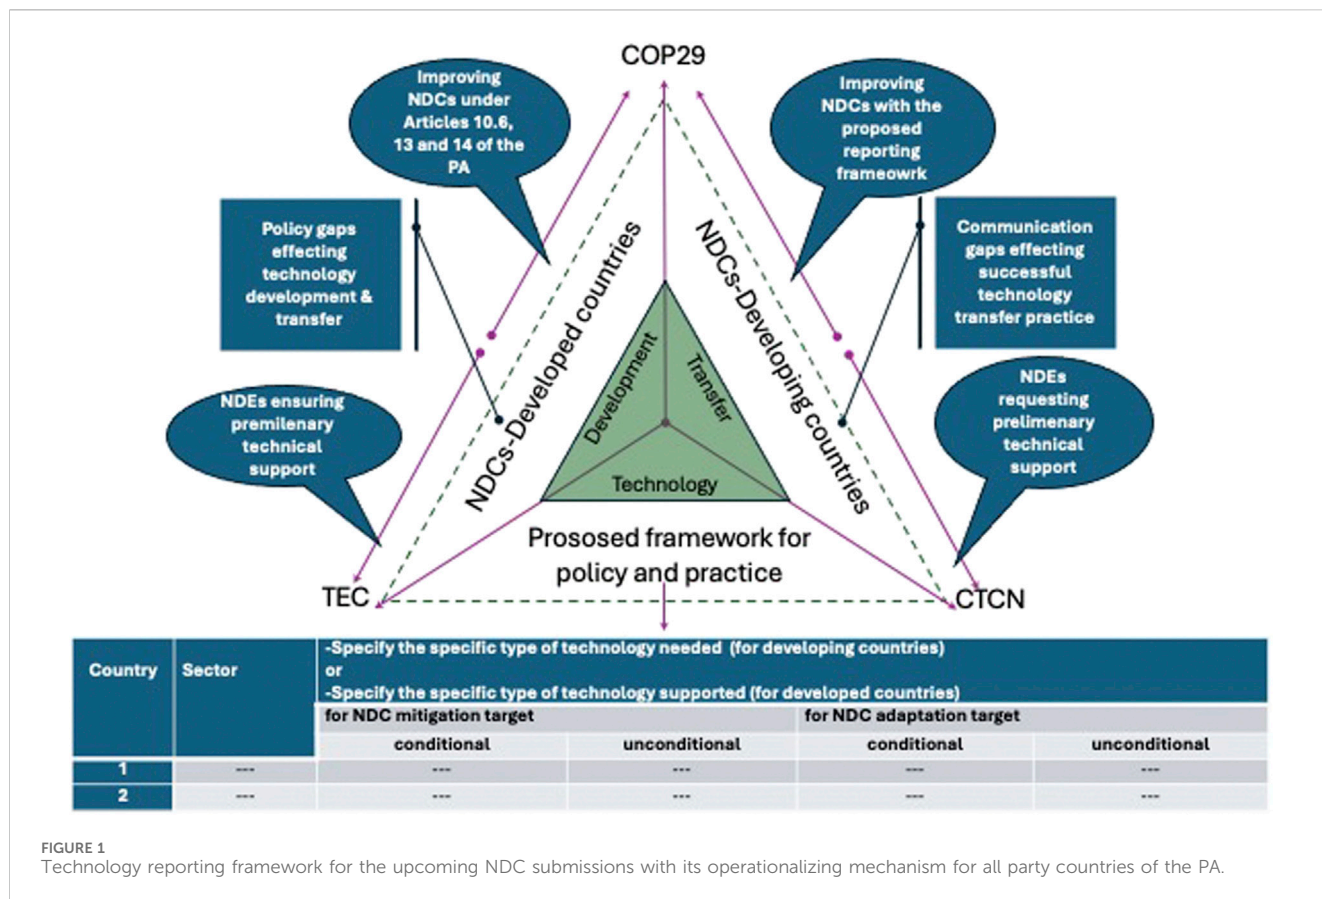 COP29
Improving
NDCs under
Articles 10.6,
13 and 14 of the
PA
Improving
NDCs with the
proposed
reporting
frameowrk
Policy gaps
effecting
technology
development &
transfer
Communication
gaps effecting
successful
technology
transfer practice
NDCs-Developed countries
NDCs-Developing countries
Development
Transfer
Technology
NDEs ensuring
premilenary
technical
support
NDEs
requesting
prelimenary
technical
support
Prososed framework for
policy and practice
TEC
CTCN
Country
Sector
-Specify the specific type of technology needed (for developing countries)
or
-Specify the specific type of technology supported (for developed countries)
for NDC mitigation target for NDC adaptation target
conditional unconditional conditional unconditional
1 --- --- --- --- ---
2 --- --- --- --- ---
FIGURE 1
Technology reporting framework for the upcoming NDC submissions with its operationalizing mechanism for all party countries of the PA.